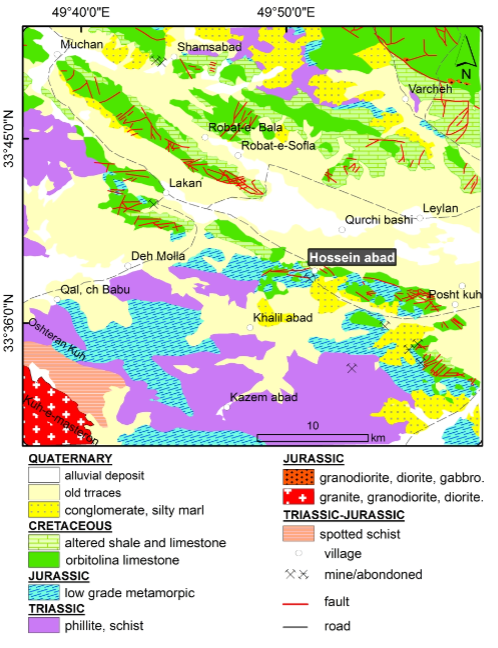 49°40'0"E
49°50'0"E
Muchan
Shamsabad
N
Varcheh
33°45'0"N
Robat-e- Bala
Robat-e-Sofla
Lakan
Leylan
Qurchi bashi
Deh Molla
Hossein abad
Qal, ch Babu
Posht kuh
33°36'0"N
Khalil abad
Oshteran Kuh
Kazem abad
Kuh-e-masterun
10
km
QUATERNARY
alluvial deposit
old trraces
conglomerate, silty marl
CRETACEOUS
altered shale and limestone
orbitolina limestone
JURASSIC
low grade metamorpic
TRIASSIC
phillite, schist
JURASSIC
granodiorite, diorite, gabbro.
granite, granodiorite, diorite.
TRIASSIC-JURASSIC
spotted schist
village
mine/abondoned
fault
road